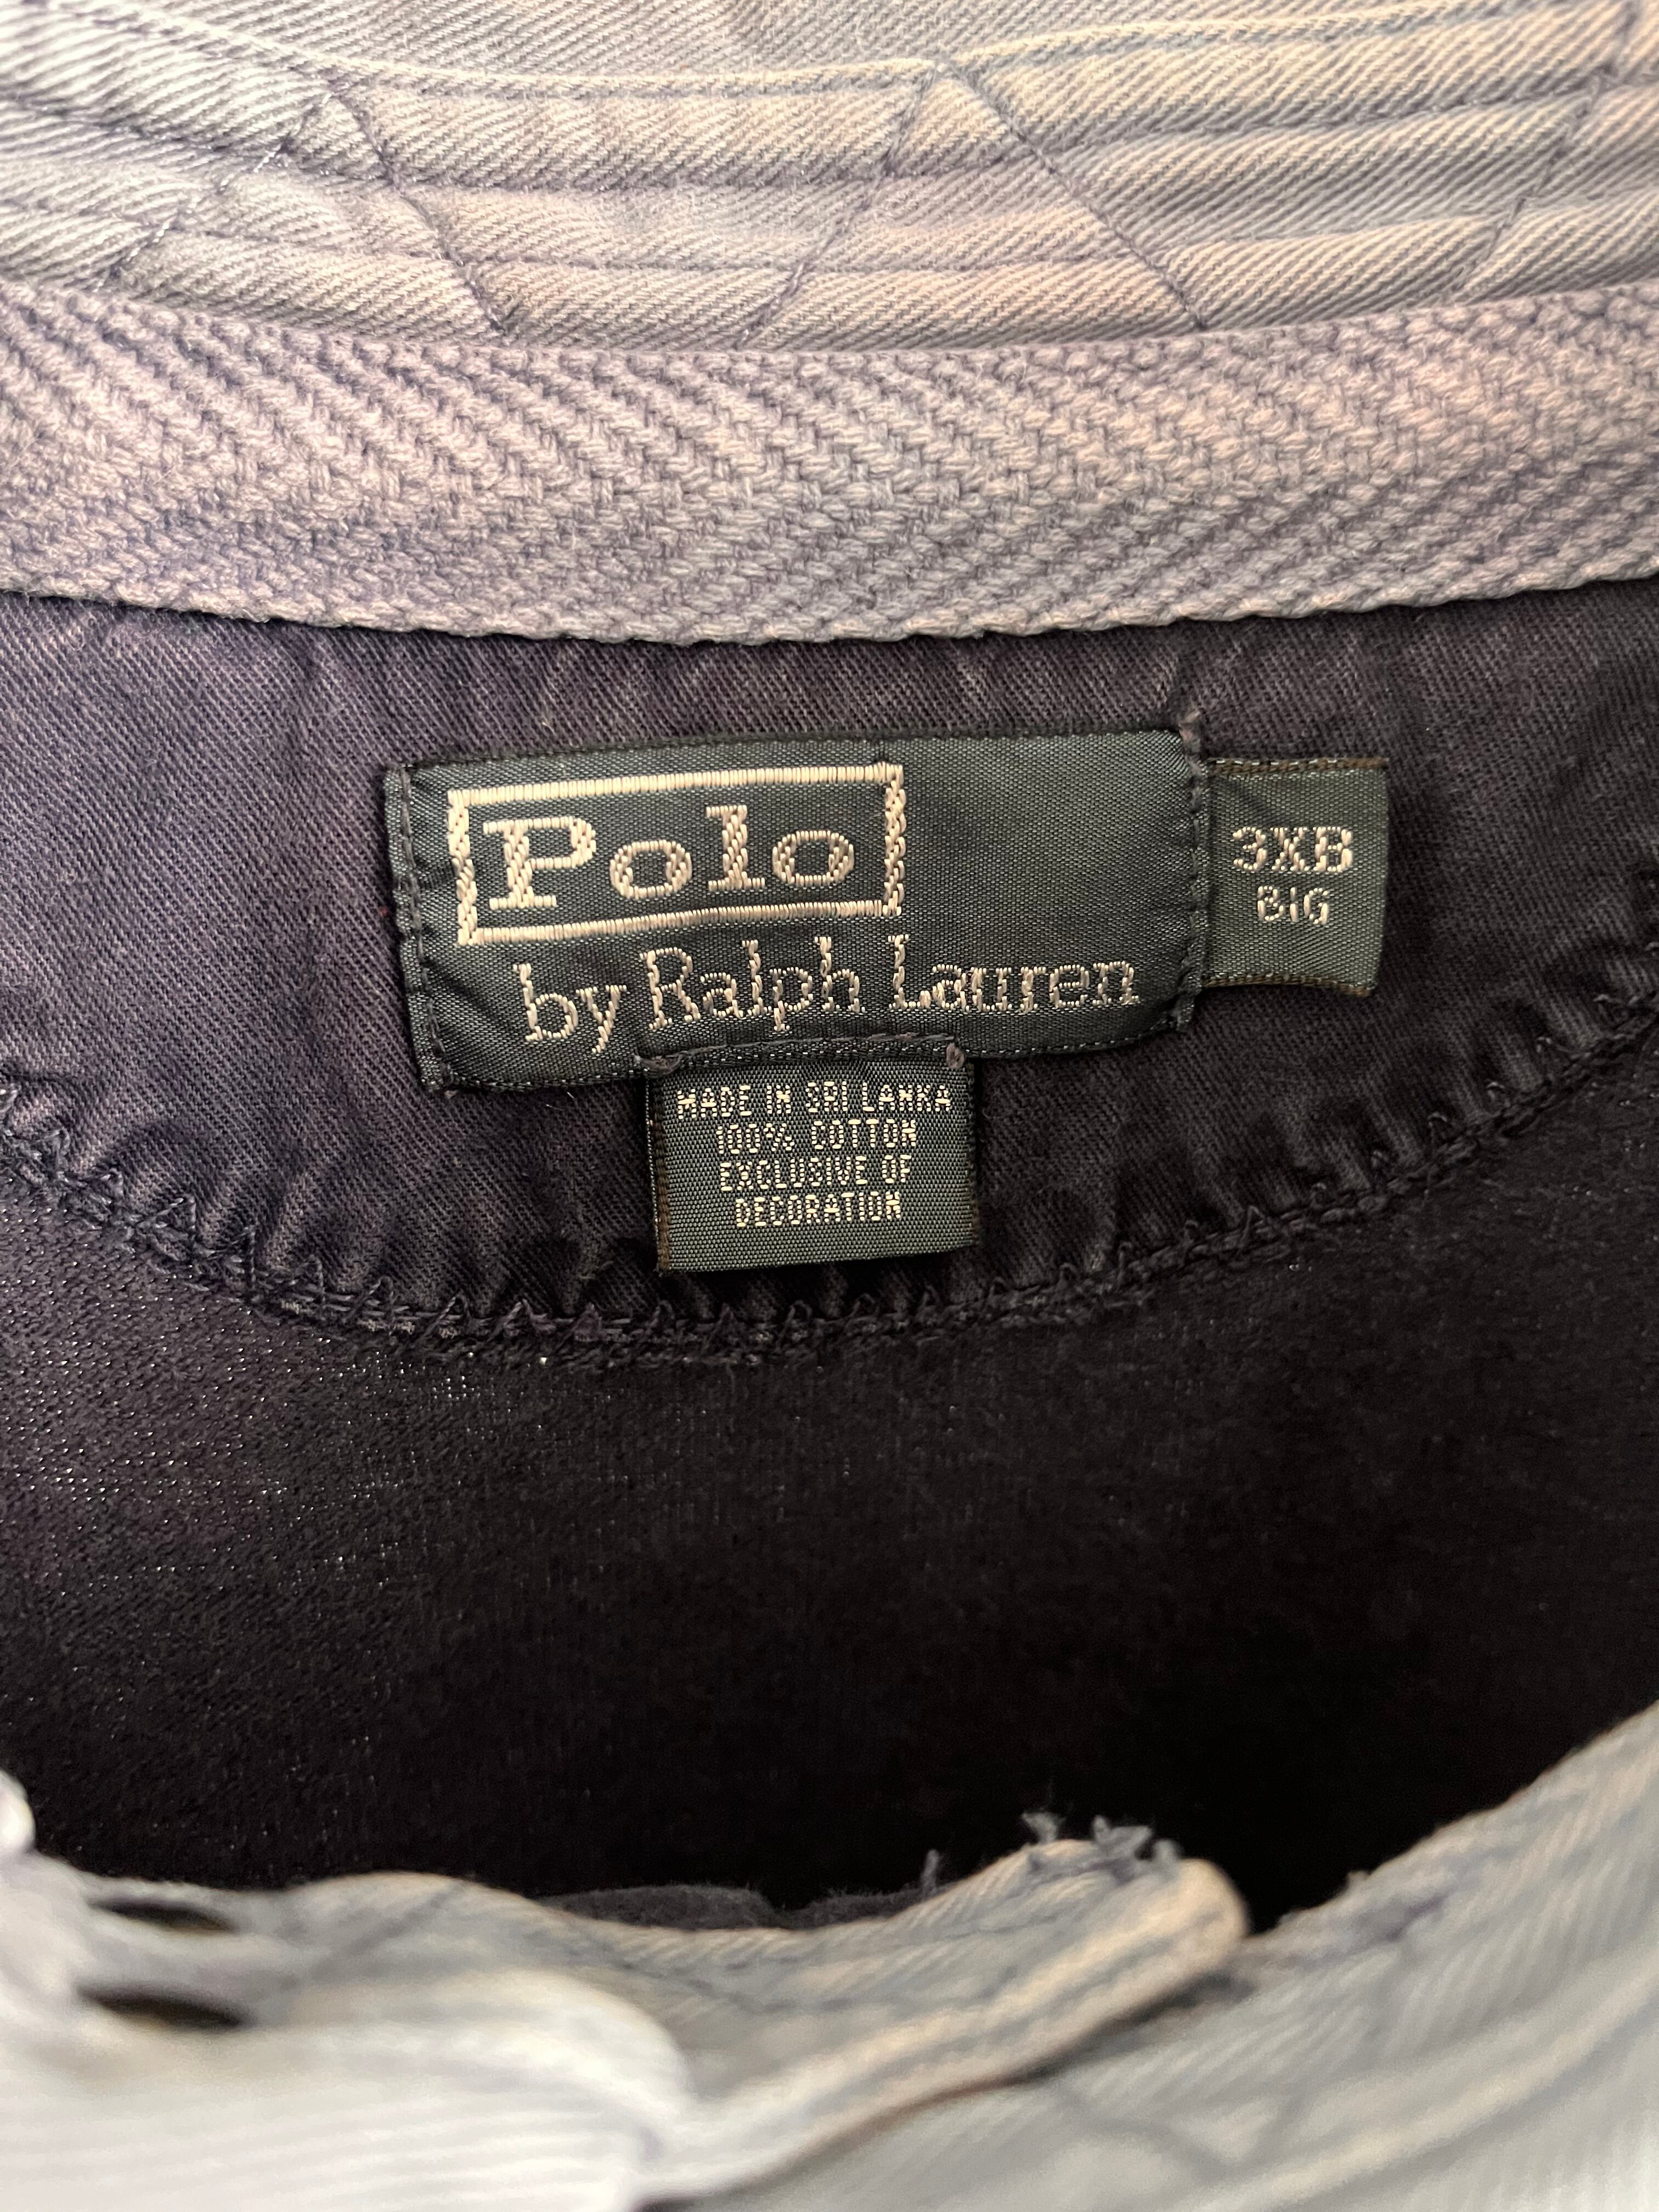 Polo
by Ralph Lauren
3XB
BIG
MADE IN SRI LANKA
100% COTTON
EXCLUSIVE OF
DECORATION